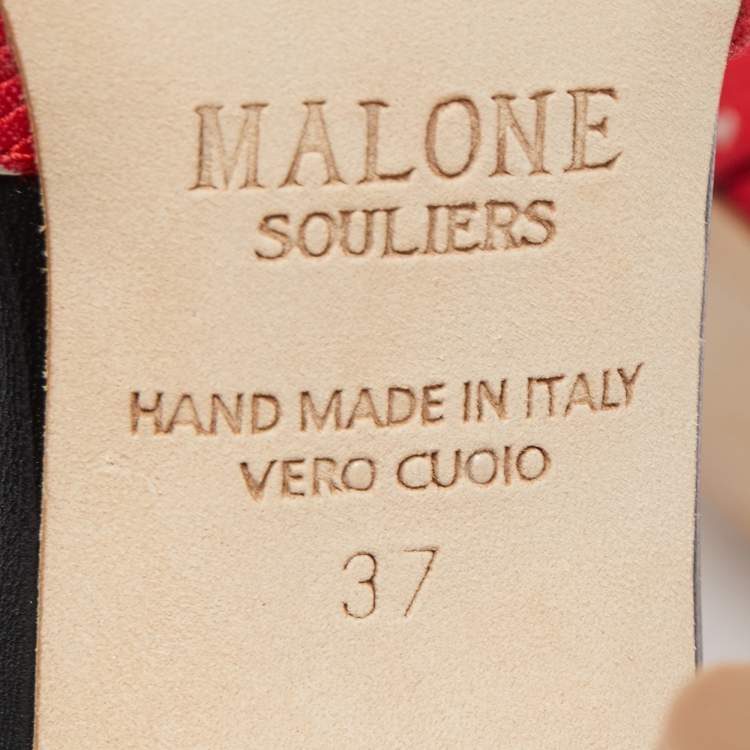 MALONE
SOULIERS
HAND MADE IN ITALY
VERO CUOIO
37